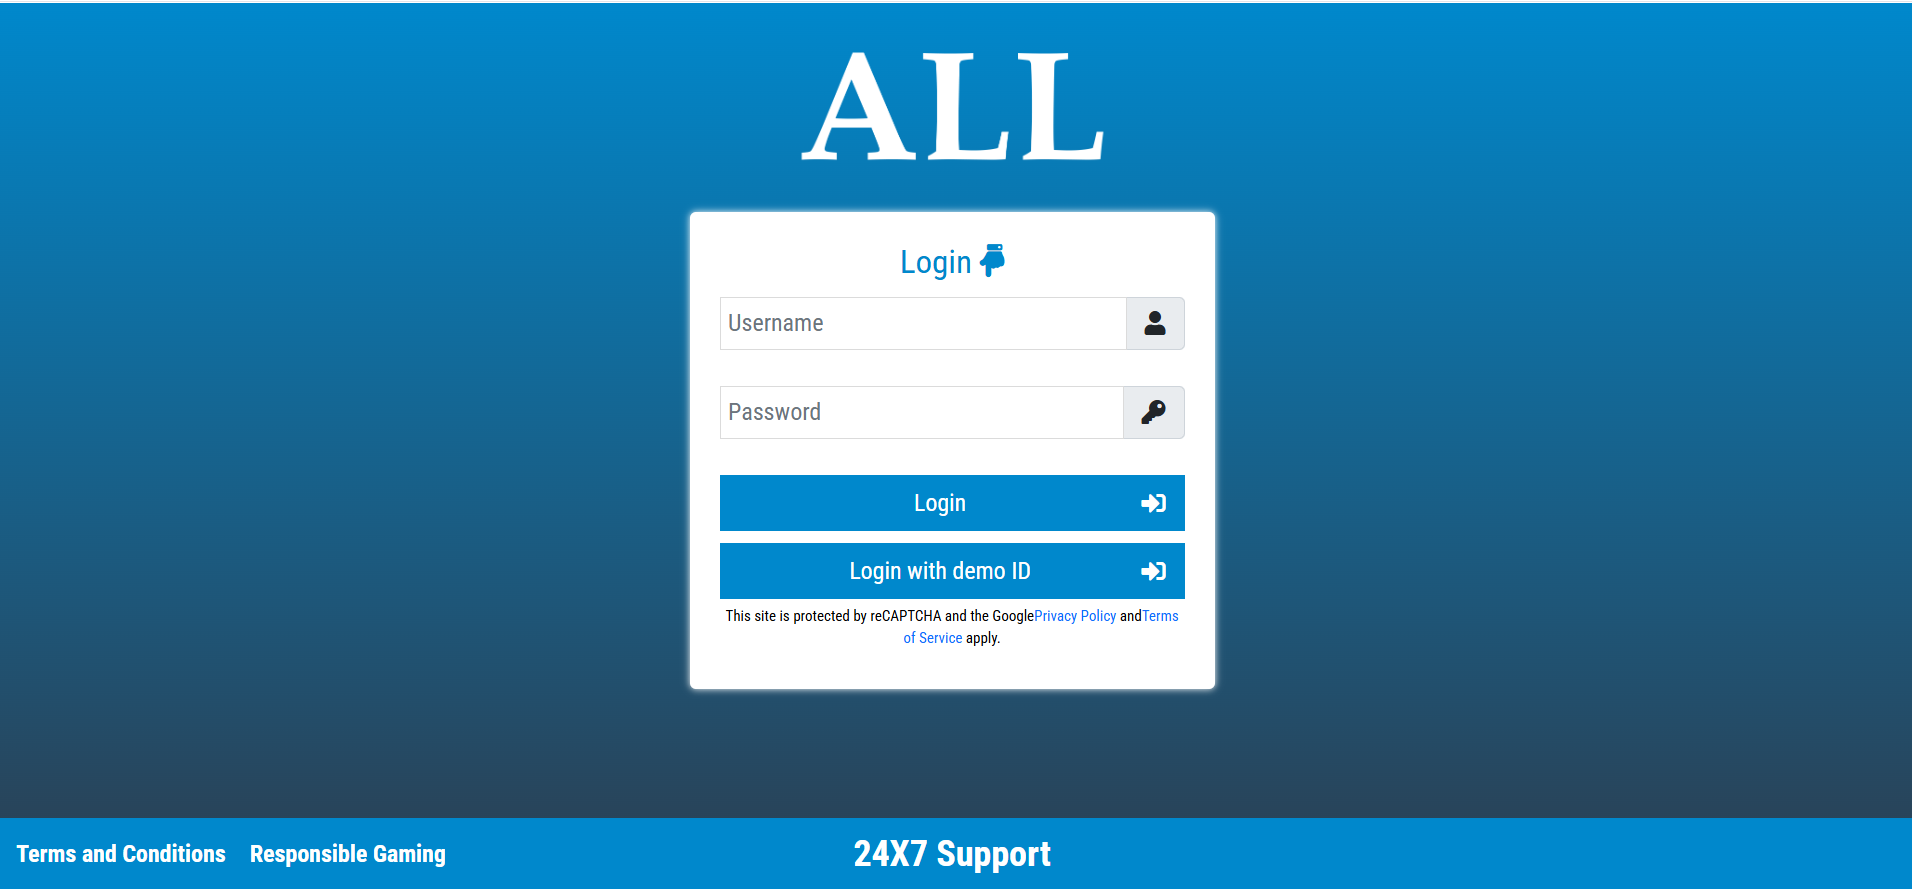 ALL
Login
Username
Password
Login
Login with demo ID
This site is protected by reCAPTCHA and the GooglePrivacy Policy andTerms
of Service apply.
Terms and Conditions Responsible Gaming 24X7 Support